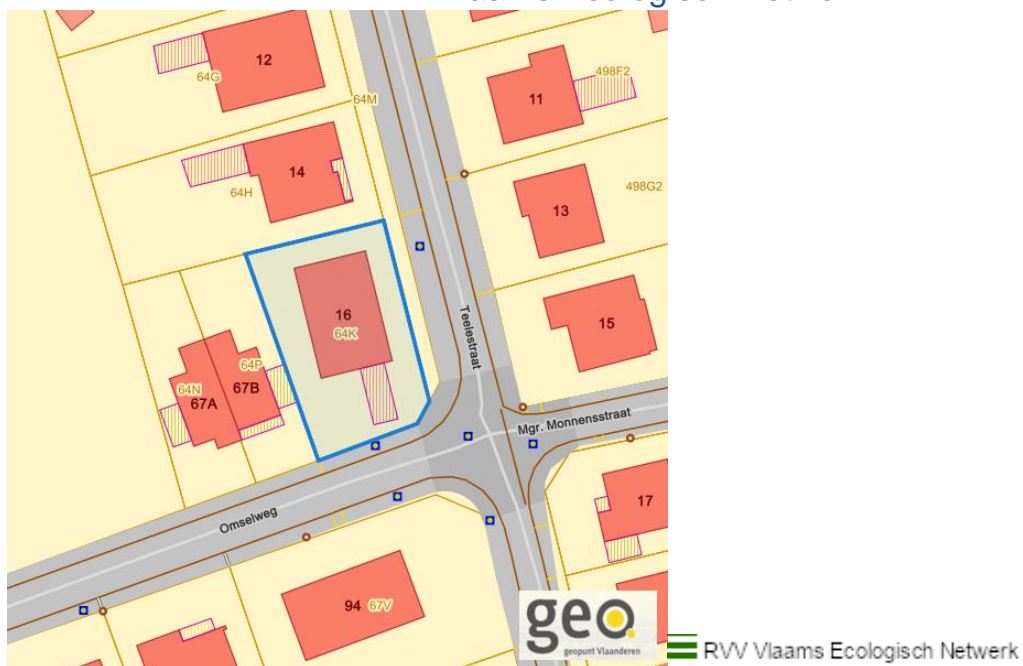 12
64G
64M
11
498F2
14
64H
13
498G2
16
64K
Teelestraat
15
64P
64N
67B
67A
Mgr. Monnensstraat
17
Omselweg
94 67V
geo.
geopunt Vlaanderen
RVV Vlaams Ecologisch Netwerk